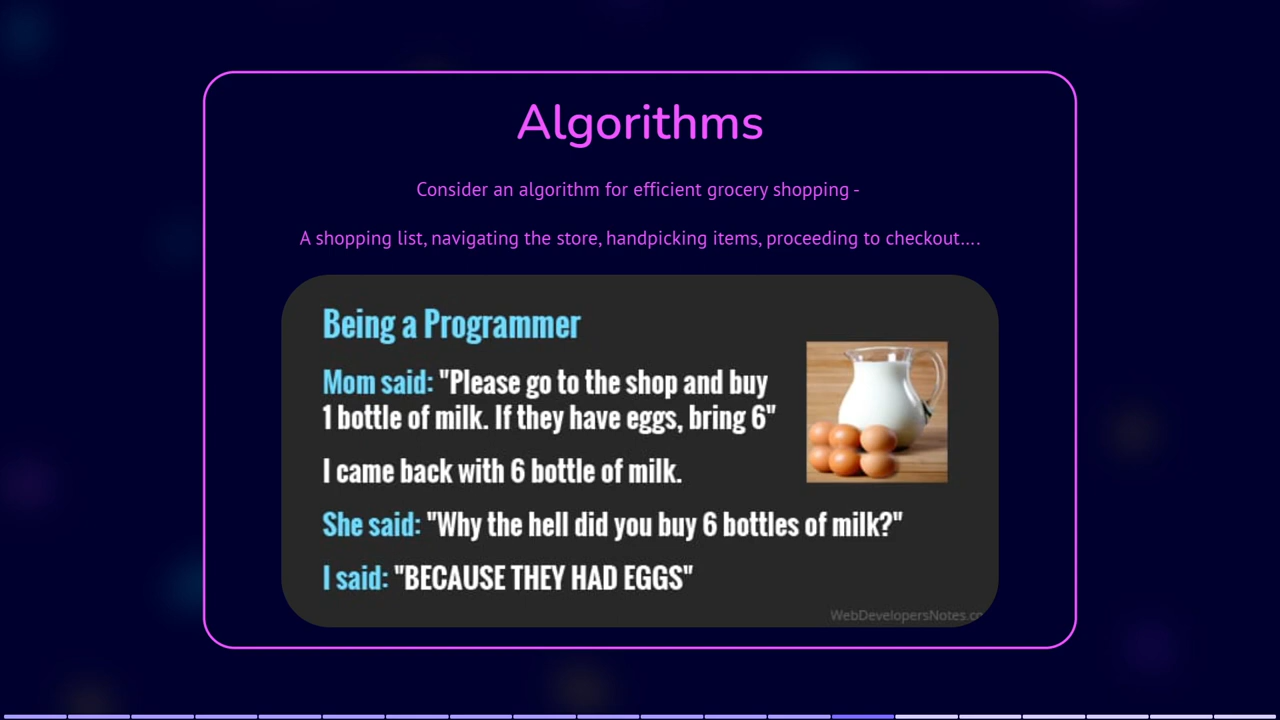 Algorithms
Consider an algorithm for efficient grocery shopping -
A shopping list, navigating the store, handpicking items, proceeding to checkout....
Being a Programmer
Mom said: "Please go to the shop and buy
1 bottle of milk. If they have eggs, bring 6"
I came back with 6 bottle of milk.
She said: "Why the hell did you buy 6 bottles of milk?"
I said: "BECAUSE THEY HAD EGGS"
WebDevelopersNotes.co